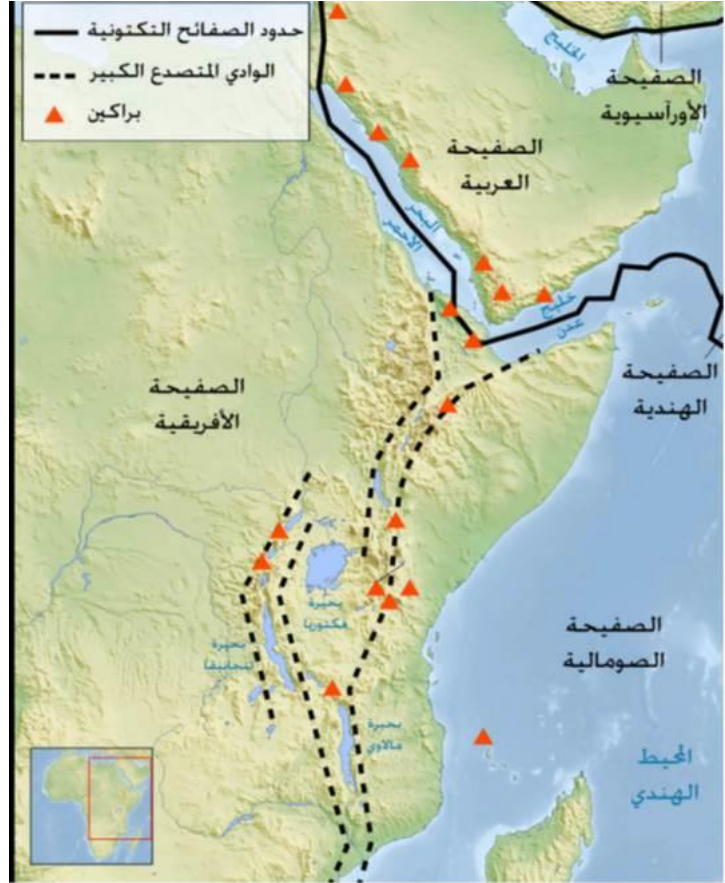 حدود الصفائح التكتونية
الوادي المتصدع الكبير
براكين
الخليج
الصفيحة
الأورآسيوية
الصفيحة
العربية
البحر
الأحمر
خليج
عدن
الصفيحة
الهندية
الصفيحة
الأفريقية
بحيرة
فكتوريا
بحيرة
تنجانيقا
الصفيحة
الصومالية
بحيرة
مالاوي
المحيط
الهندي